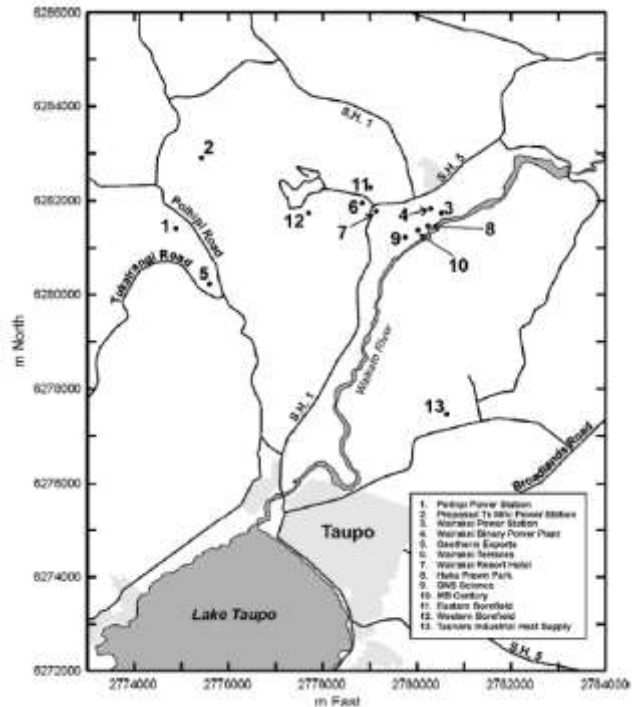 6286000
6284000
6282000
6280000
6278000
6276000
6274000
6272000
m North
2774000
2776000
2778000
2780000
2782000
2784000
m East
S.H. 1
S.H. 5
2
11
6
12
7
4
3
9
8
10
1
Poihipi Road
5
Tukairangi Road
Waikato River
S.H. 1
13
Broadlands Road
Taupo
Lake Taupo
S.H. 5
1. Poihipi Power Station
2. Proposed Te Mihi Power Station
3. Wairakei Power Station
4. Wairakei Binary Power Plant
5. Geotherm Exports
6. Wairakei Terraces
7. Wairakei Resort Hotel
8. Huka Prawn Park
9. GNS Science
10. MB Century
11. Eastern Borefield
12. Western Borefield
13. Tauhara Industrial Heat Supply